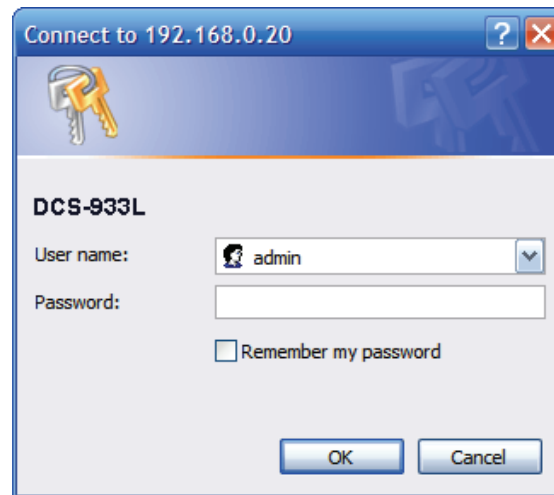 Connect to 192.168.0.20
DCS-933L
User name:
admin
Password:
Remember my password
OK
Cancel